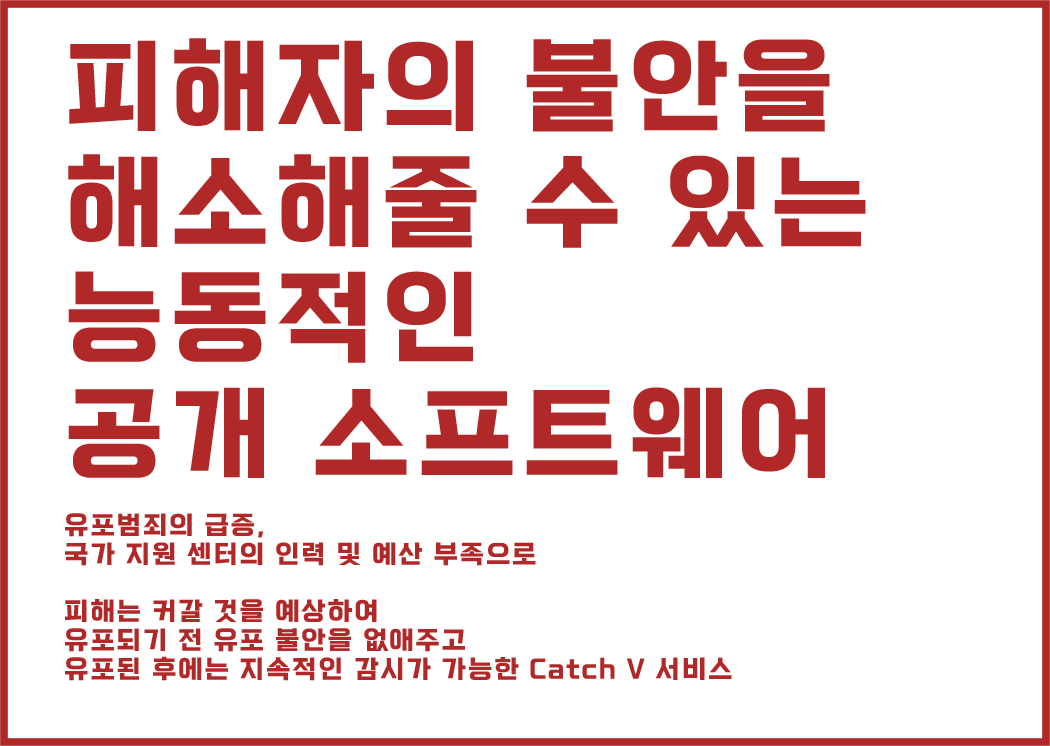 피해자의 불안을
해소해줄 수 있는
능동적인
공개 소프트웨어
유포범죄의 급증,
국가 지원 센터의 인력 및 예산 부족으로
피해는 커갈 것을 예상하여
유포되기 전 유포 불안을 없애주고
유포된 후에는 지속적인 감시가 가능한 Catch V 서비스